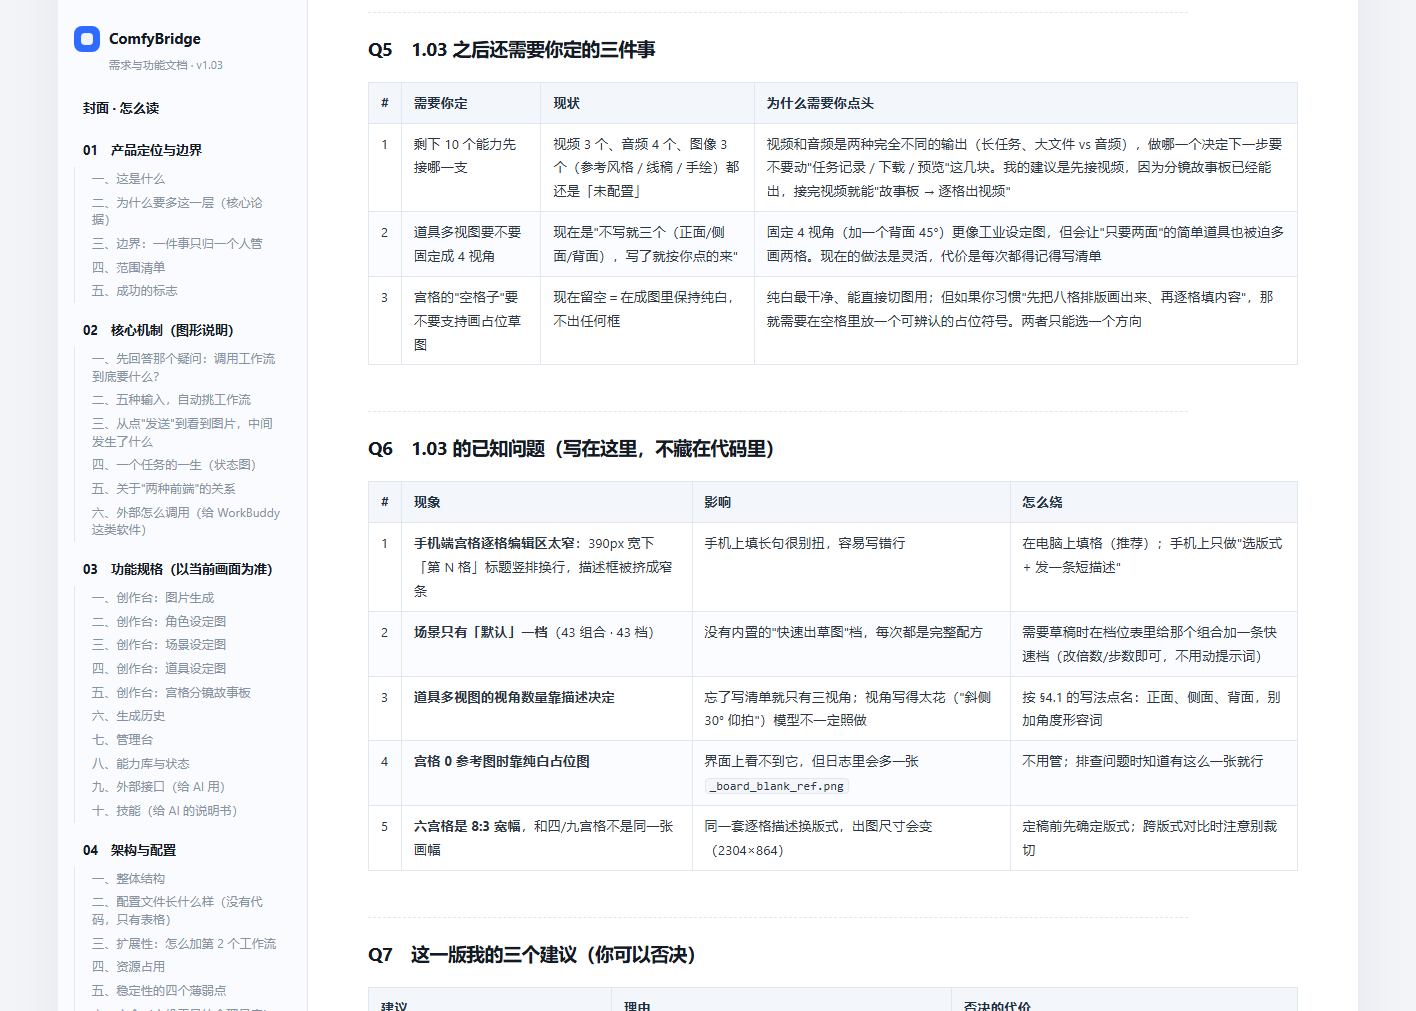 ComfyBridge
需求与功能文档 · v1.03
封面 · 怎么读
01 产品定位与边界
一、这是什么
二、为什么要多这一层（核心论
据）
三、边界：一件事只归一个人管
四、范围清单
五、成功的标志
02 核心机制（图形说明）
一、先回答那个疑问：调用工作流
到底要什么？
二、五种输入，自动挑工作流
三、从点"发送"到看到图片，中间
发生了什么
四、一个任务的一生（状态图）
五、关于"两种前端"的关系
六、外部怎么调用（给 WorkBuddy
这类软件）
03 功能规格（以当前画面为准）
一、创作台：图片生成
二、创作台：角色设定图
三、创作台：场景设定图
四、创作台：道具设定图
五、创作台：宫格分镜故事板
六、生成历史
七、管理台
八、能力库与状态
九、外部接口（给 AI 用）
十、技能（给 AI 的说明书）
04 架构与配置
一、整体结构
二、配置文件长什么样（没有代
码，只有表格）
三、扩展性：怎么加第 2 个工作流
四、资源占用
五、稳定性的四个薄弱点
Q5 1.03 之后还需要你定的三件事
# 需要你定 现状 为什么需要你点头
1 剩下 10 个能力先
接哪一支
视频 3 个、音频 4 个、图像 3
个（参考风格 / 线稿 / 手绘）都
还是「未配置」
视频和音频是两种完全不同的输出（长任务、大文件 vs 音频），做哪一个决定下一步要
不要动"任务记录 / 下载 / 预览"这几块。我的建议是先接视频，因为分镜故事板已经能
出，接完视频就能"故事板 → 逐格出视频"
2 道具多视图要不要
固定成 4 视角
现在是"不写就三个（正面/侧
面/背面），写了就按你点的来"
固定 4 视角（加一个背面 45°）更像工业设定图，但会让"只要两面"的简单道具也被迫多
画两格。现在的做法是灵活，代价是每次都得记得写清单
3 宫格的"空格子"要
不要支持画占位草
图
现在留空 = 在成图里保持纯白，
不出任何框
纯白最干净、能直接切图用；但如果你习惯"先把八格排版画出来、再逐格填内容"，那
就需要在空格里放一个可辨认的占位符号。两者只能选一个方向
Q6 1.03 的已知问题（写在这里，不藏在代码里）
# 现象 影响 怎么绕
1 手机端宫格逐格编辑区太窄：390px 宽下
「第 N 格」标题竖排换行，描述框被挤成窄
条
手机上填长句很别扭，容易写错行
在电脑上填格（推荐）；手机上只做"选版式
+ 发一条短描述"
2 场景只有「默认」一档（43 组合 · 43 档）
没有内置的"快速出草图"档，每次都是完整配方
需要草稿时在档位表里给那个组合加一条快
速档（改倍数/步数即可，不用动提示词）
3 道具多视图的视角数量靠描述决定
忘了写清单就只有三视角；视角写得太花（"斜侧
30° 仰拍"）模型不一定照做
按 §4.1 的写法点名：正面、侧面、背面，别
加角度形容词
4 宫格 0 参考图时靠纯白占位图
界面上看不到它，但日志里会多一张
_board_blank_ref.png
不用管；排查问题时知道有这么一张就行
5 六宫格是 8:3 宽幅，和四/九宫格不是同一张
画幅
同一套逐格描述换版式，出图尺寸会变
（2304×864）
定稿前先确定版式；跨版式对比时注意别裁
切
Q7 这一版我的三个建议（你可以否决）
建议 理由 否决的代价